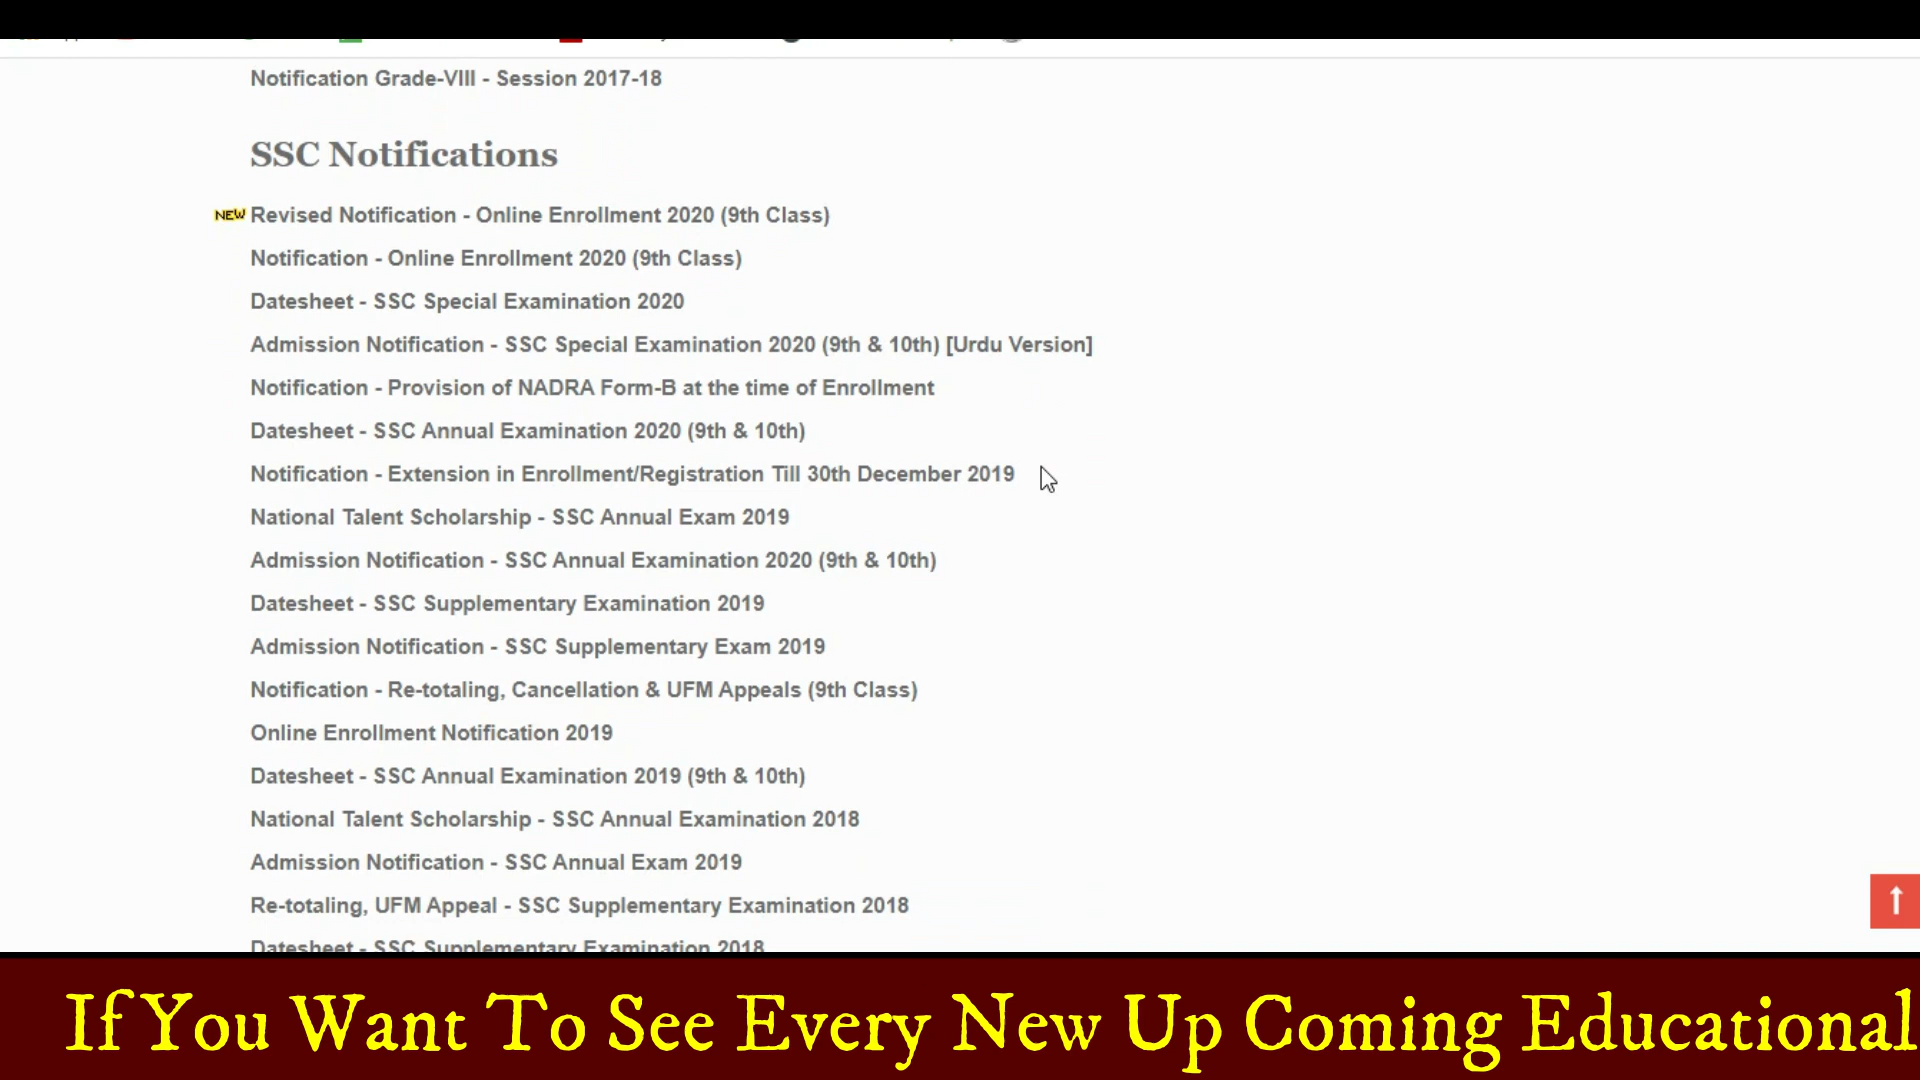 Notification Grade-VIII - Session 2017-18
SSC Notifications
NEW Revised Notification - Online Enrollment 2020 (9th Class)
Notification - Online Enrollment 2020 (9th Class)
Datesheet - SSC Special Examination 2020
Admission Notification - SSC Special Examination 2020 (9th & 10th) [Urdu Version]
Notification - Provision of NADRA Form-B at the time of Enrollment
Datesheet - SSC Annual Examination 2020 (9th & 10th)
Notification - Extension in Enrollment/Registration Till 30th December 2019
National Talent Scholarship - SSC Annual Exam 2019
Admission Notification - SSC Annual Examination 2020 (9th & 10th)
Datesheet - SSC Supplementary Examination 2019
Admission Notification - SSC Supplementary Exam 2019
Notification - Re-totaling, Cancellation & UFM Appeals (9th Class)
Online Enrollment Notification 2019
Datesheet - SSC Annual Examination 2019 (9th & 10th)
National Talent Scholarship - SSC Annual Examination 2018
Admission Notification - SSC Annual Exam 2019
Re-totaling, UFM Appeal - SSC Supplementary Examination 2018
Datesheet - SSC Supplementary Examination 2018
If You Want To See Every New Up Coming Educational